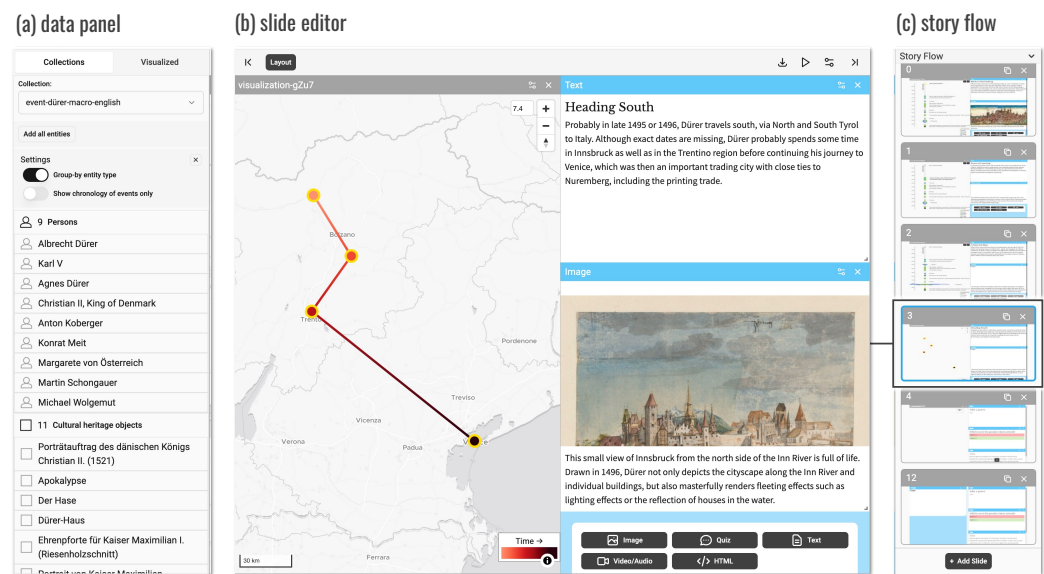 (a) data panel
(b) slide editor
(c) story flow
Collections
Visualized
Collection:
event-dürer-macro-english
Add all entities
Settings
Group-by entity type
Show chronology of events only
9 Persons
Albrecht Dürer
Karl V
Agnes Dürer
Christian II, King of Denmark
Anton Koberger
Konrat Meit
Margarete von Österreich
Martin Schongauer
Michael Wolgemut
11 Cultural heritage objects
Porträtauftrag des dänischen Königs
Christian II. (1521)
Apokalypse
Der Hase
Dürer-Haus
Ehrenpforte für Kaiser Maximilian I.
(Riesenholzschnitt)
Portrait von Kaiser Maximilian
Layout
visualization-gZu7
7.4
Bolzano
Trento
Pordenone
Treviso
Vicenza
Verona
Padua
Venice
Ferrara
30 km
Time →
Text
Heading South
Probably in late 1495 or 1496, Dürer travels south, via North and South Tyrol
to Italy. Although exact dates are missing, Dürer probably spends some time
in Innsbruck as well as in the Trentino region before continuing his journey to
Venice, which was then an important trading city with close ties to
Nuremberg, including the printing trade.
Image
This small view of Innsbruck from the north side of the Inn River is full of life.
Drawn in 1496, Dürer not only depicts the cityscape along the Inn River and
individual buildings, but also masterfully renders fleeting effects such as
lighting effects or the reflection of houses in the water.
Image
Quiz
Text
Video/Audio
</> HTML
Story Flow
0
1
2
3
4
12
+ Add Slide